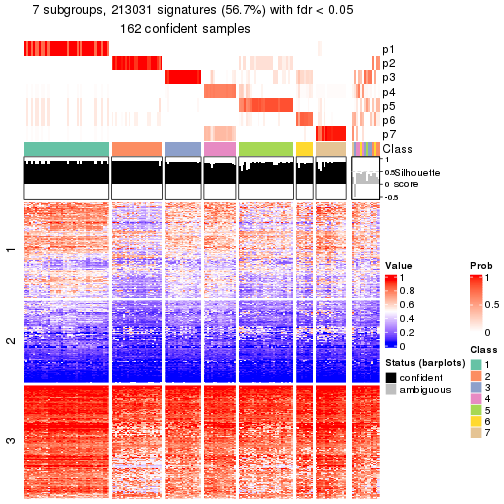 7 subgroups, 213031 signatures (56.7%) with fdr < 0.05
162 confident samples
p1
p2
p3
p4
p5
p6
p7
Class
1
0.5
0
-0.5
Silhouette
score
1
2
3
Value
1
0.8
0.6
0.4
0.2
0
Prob
1
0.5
0
Status (barplots)
confident
ambiguous
Class
1
2
3
4
5
6
7